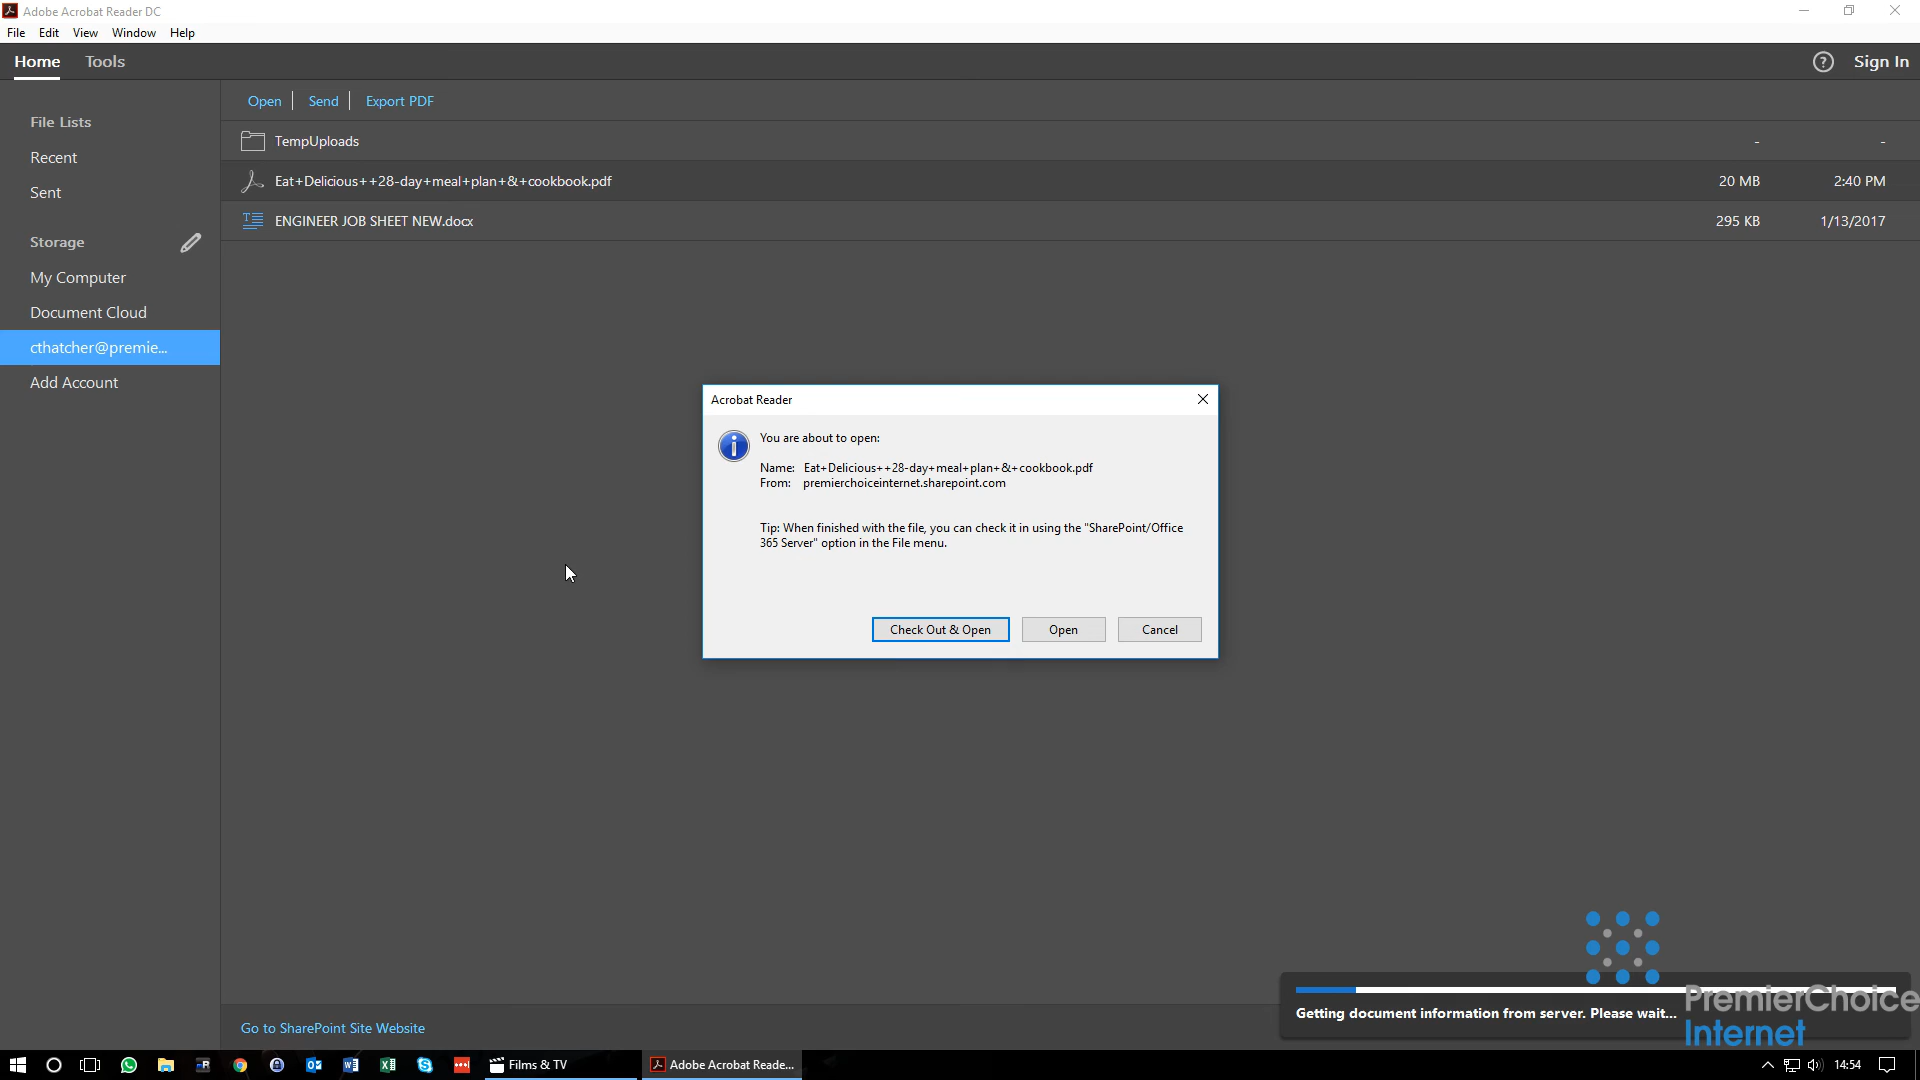 Adobe Acrobat Reader DC
File Edit View Window Help
Home Tools
Sign In
Open Send Export PDF
File Lists
Recent
Sent
Storage
My Computer
Document Cloud
cthatcher@premie...
Add Account
TempUploads - -
Eat+Delicious++28-day+meal+plan+&+cookbook.pdf 20 MB 2:40 PM
ENGINEER JOB SHEET NEW.docx 295 KB 1/13/2017
Acrobat Reader
You are about to open:
Name: Eat+Delicious++28-day+meal+plan+&+cookbook.pdf
From: premierchoiceinternet.sharepoint.com
Tip: When finished with the file, you can check it in using the "SharePoint/Office
365 Server" option in the File menu.
Check Out & Open Open Cancel
Getting document information from server. Please wait...
PremierChoice
Internet
Go to SharePoint Site Website
Films & TV
Adobe Acrobat Reade...
14:54